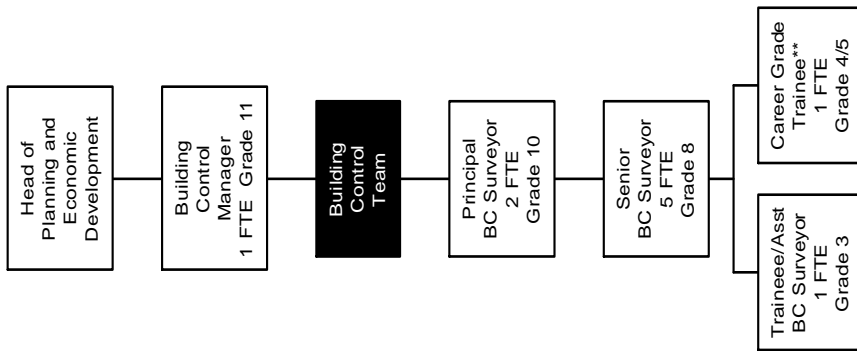 Head of
Planning and
Economic
Development
Building
Control
Manager
1 FTE Grade 11
Building
Control
Team
Principal
BC Surveyor
2 FTE
Grade 10
Senior
BC Surveyor
5 FTE
Grade 8
Traineee/Asst
BC Surveyor
1 FTE
Grade 3
Career Grade
Trainee**
1 FTE
Grade 4/5